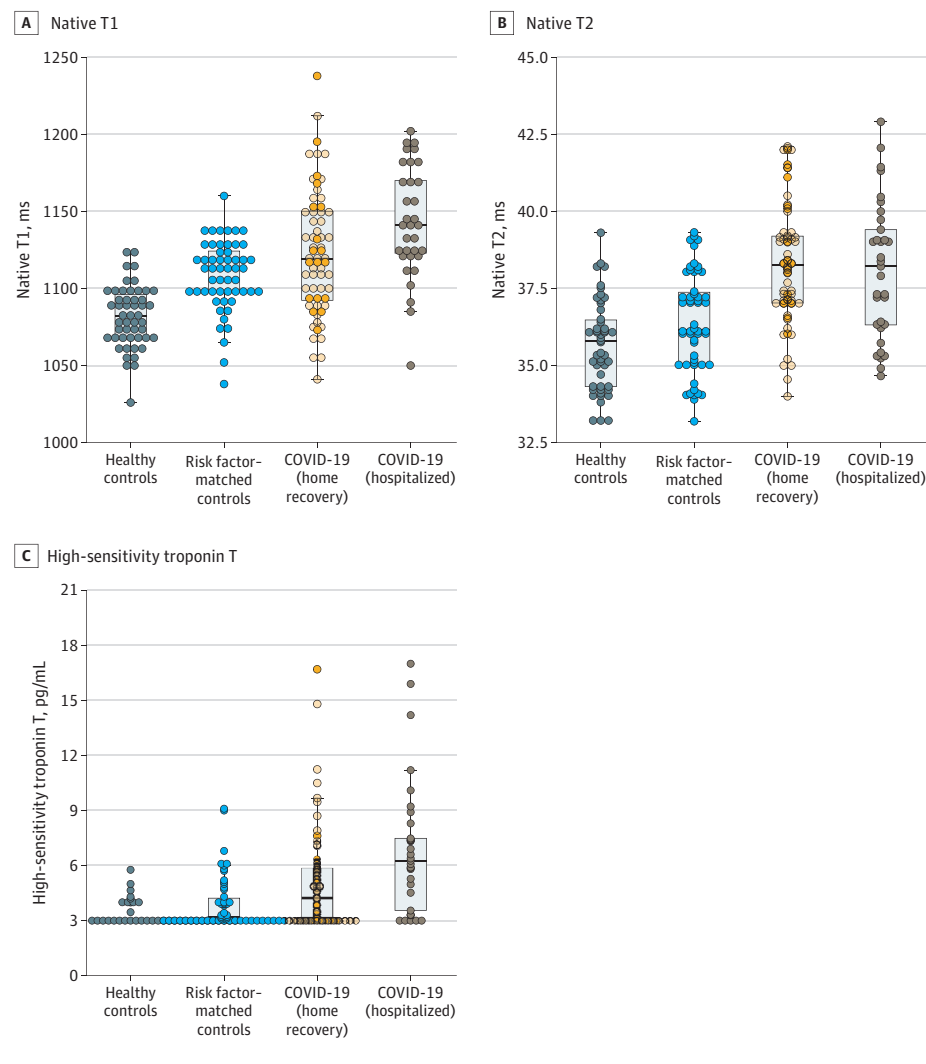 A Native T1
1250
1200
1150
1100
1050
1000
Native T1, ms
Healthy
controls
Risk factor–
matched
controls
COVID-19
(home
recovery)
COVID-19
(hospitalized)
B Native T2
45.0
42.5
40.0
37.5
35.0
32.5
Native T2, ms
Healthy
controls
Risk factor–
matched
controls
COVID-19
(home
recovery)
COVID-19
(hospitalized)
C High-sensitivity troponin T
21
18
15
12
9
6
3
0
High-sensitivity troponin T, pg/mL
Healthy
controls
Risk factor–
matched
controls
COVID-19
(home
recovery)
COVID-19
(hospitalized)